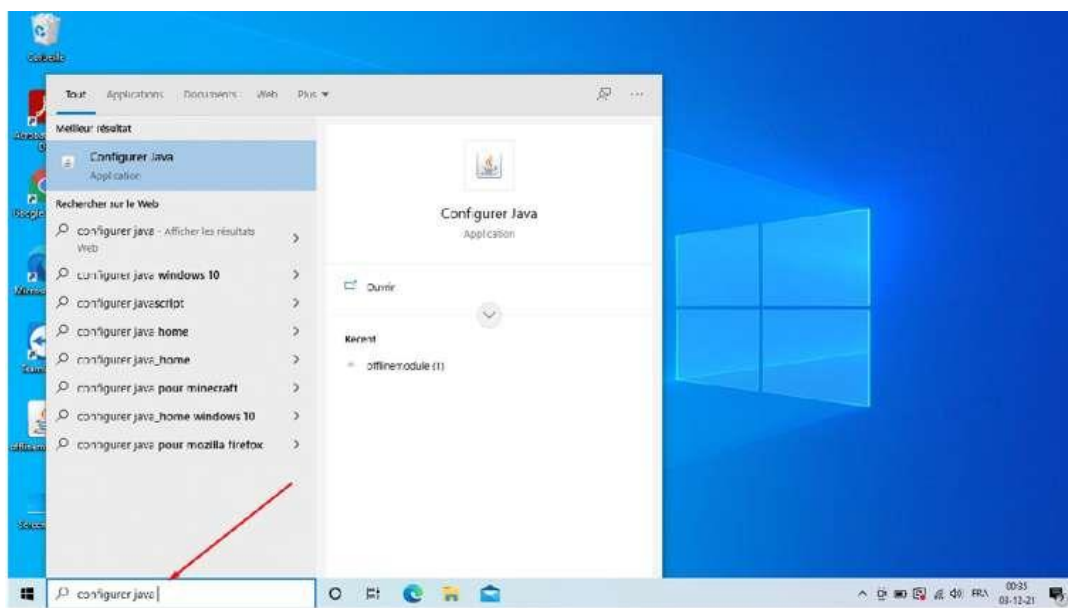 Corbeille
Tout Applications Documents Web Plus
Meilleur résultat
Configurer Java
Application
Rechercher sur le Web
configurer java - Afficher les résultats
Web
configurer java windows 10
configurer javascript
configurer java home
configurer java_home
configurer java pour minecraft
configurer java_home windows 10
configurer java pour mozilla firefox
Configurer Java
Application
Ouvrir
Récent
offlinemodule (1)
Google
configurer java
FRA
00:35
03-12-21